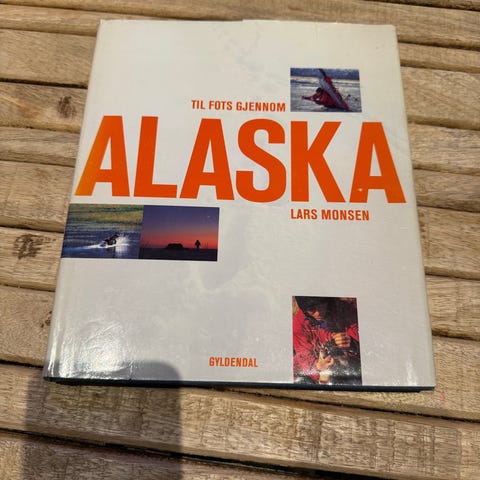 TIL FOTS GJENNOM
ALASKA
LARS MONSEN
GYLDENDAL